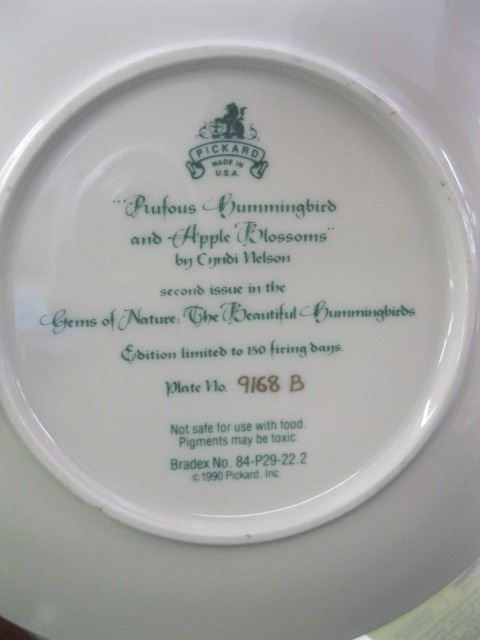 PICKARD
MADE IN
U.S.A.
"Rufous Hummingbird
and Apple Blossoms"
by Cyndi Nelson
second issue in the
Gems of Nature: The Beautiful Hummingbirds
Edition limited to 150 firing days.
Plate No. 9168 B
Not safe for use with food.
Pigments may be toxic.
Bradex No. 84-P29-22.2
©1990 Pickard, Inc.